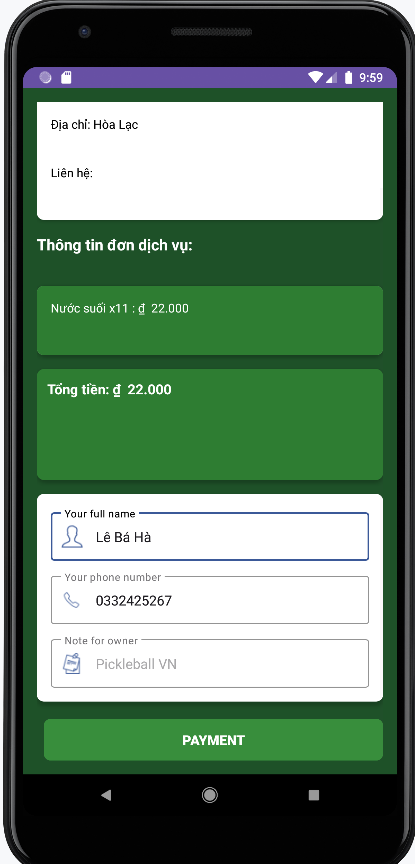 9:59
Địa chỉ: Hòa Lạc
Liên hệ:
Thông tin đơn dịch vụ:
Nước suối x11 : ₫ 22.000
Tổng tiền: ₫ 22.000
Your full name
Lê Bá Hà
Your phone number
0332425267
Note for owner
Pickleball VN
PAYMENT